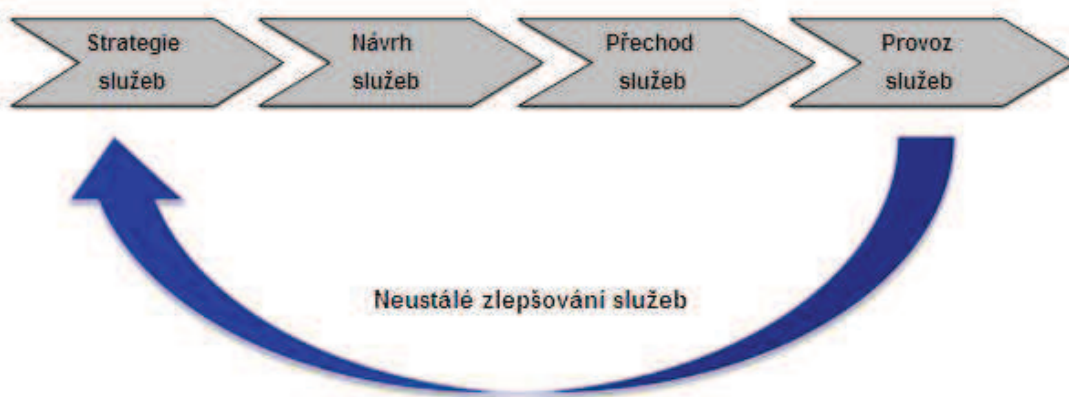 Strategie
služeb
Návrh
služeb
Přechod
služeb
Provoz
služeb
Neustálé zlepšování služeb